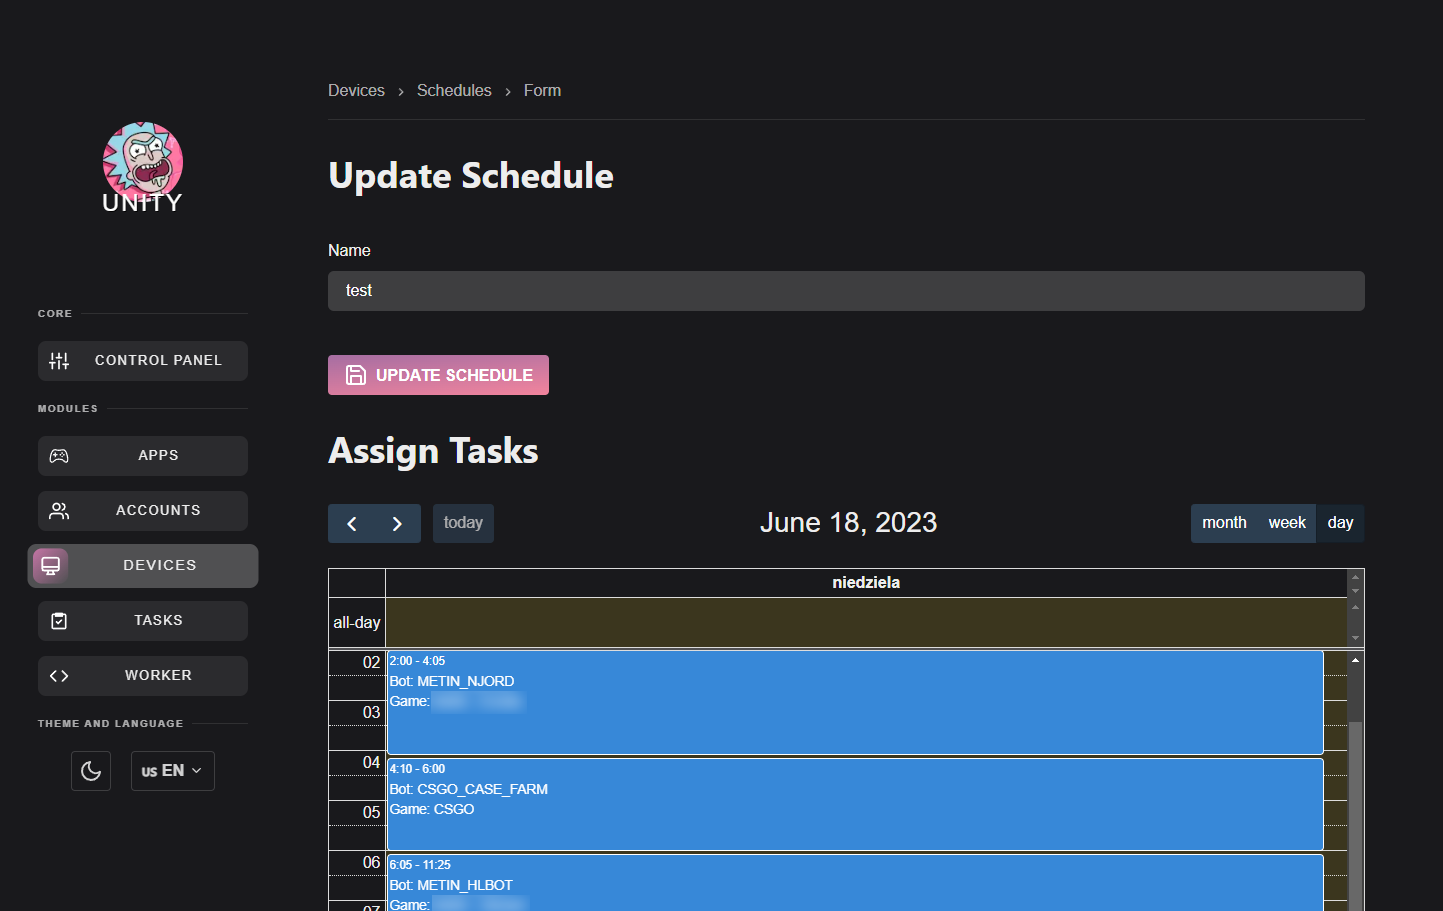 Devices > Schedules > Form
UNITY
Update Schedule
Name
test
UPDATE SCHEDULE
CORE
CONTROL PANEL
MODULES
APPS
ACCOUNTS
DEVICES
TASKS
WORKER
THEME AND LANGUAGE
us EN
Assign Tasks
today
June 18, 2023
month week day
niedziela
all-day
02
03
04
05
06
07
2:00 - 4:05
Bot: METIN_NJORD
Game:
4:10 - 6:00
Bot: CSGO_CASE_FARM
Game: CSGO
6:05 - 11:25
Bot: METIN_HLBOT
Game: